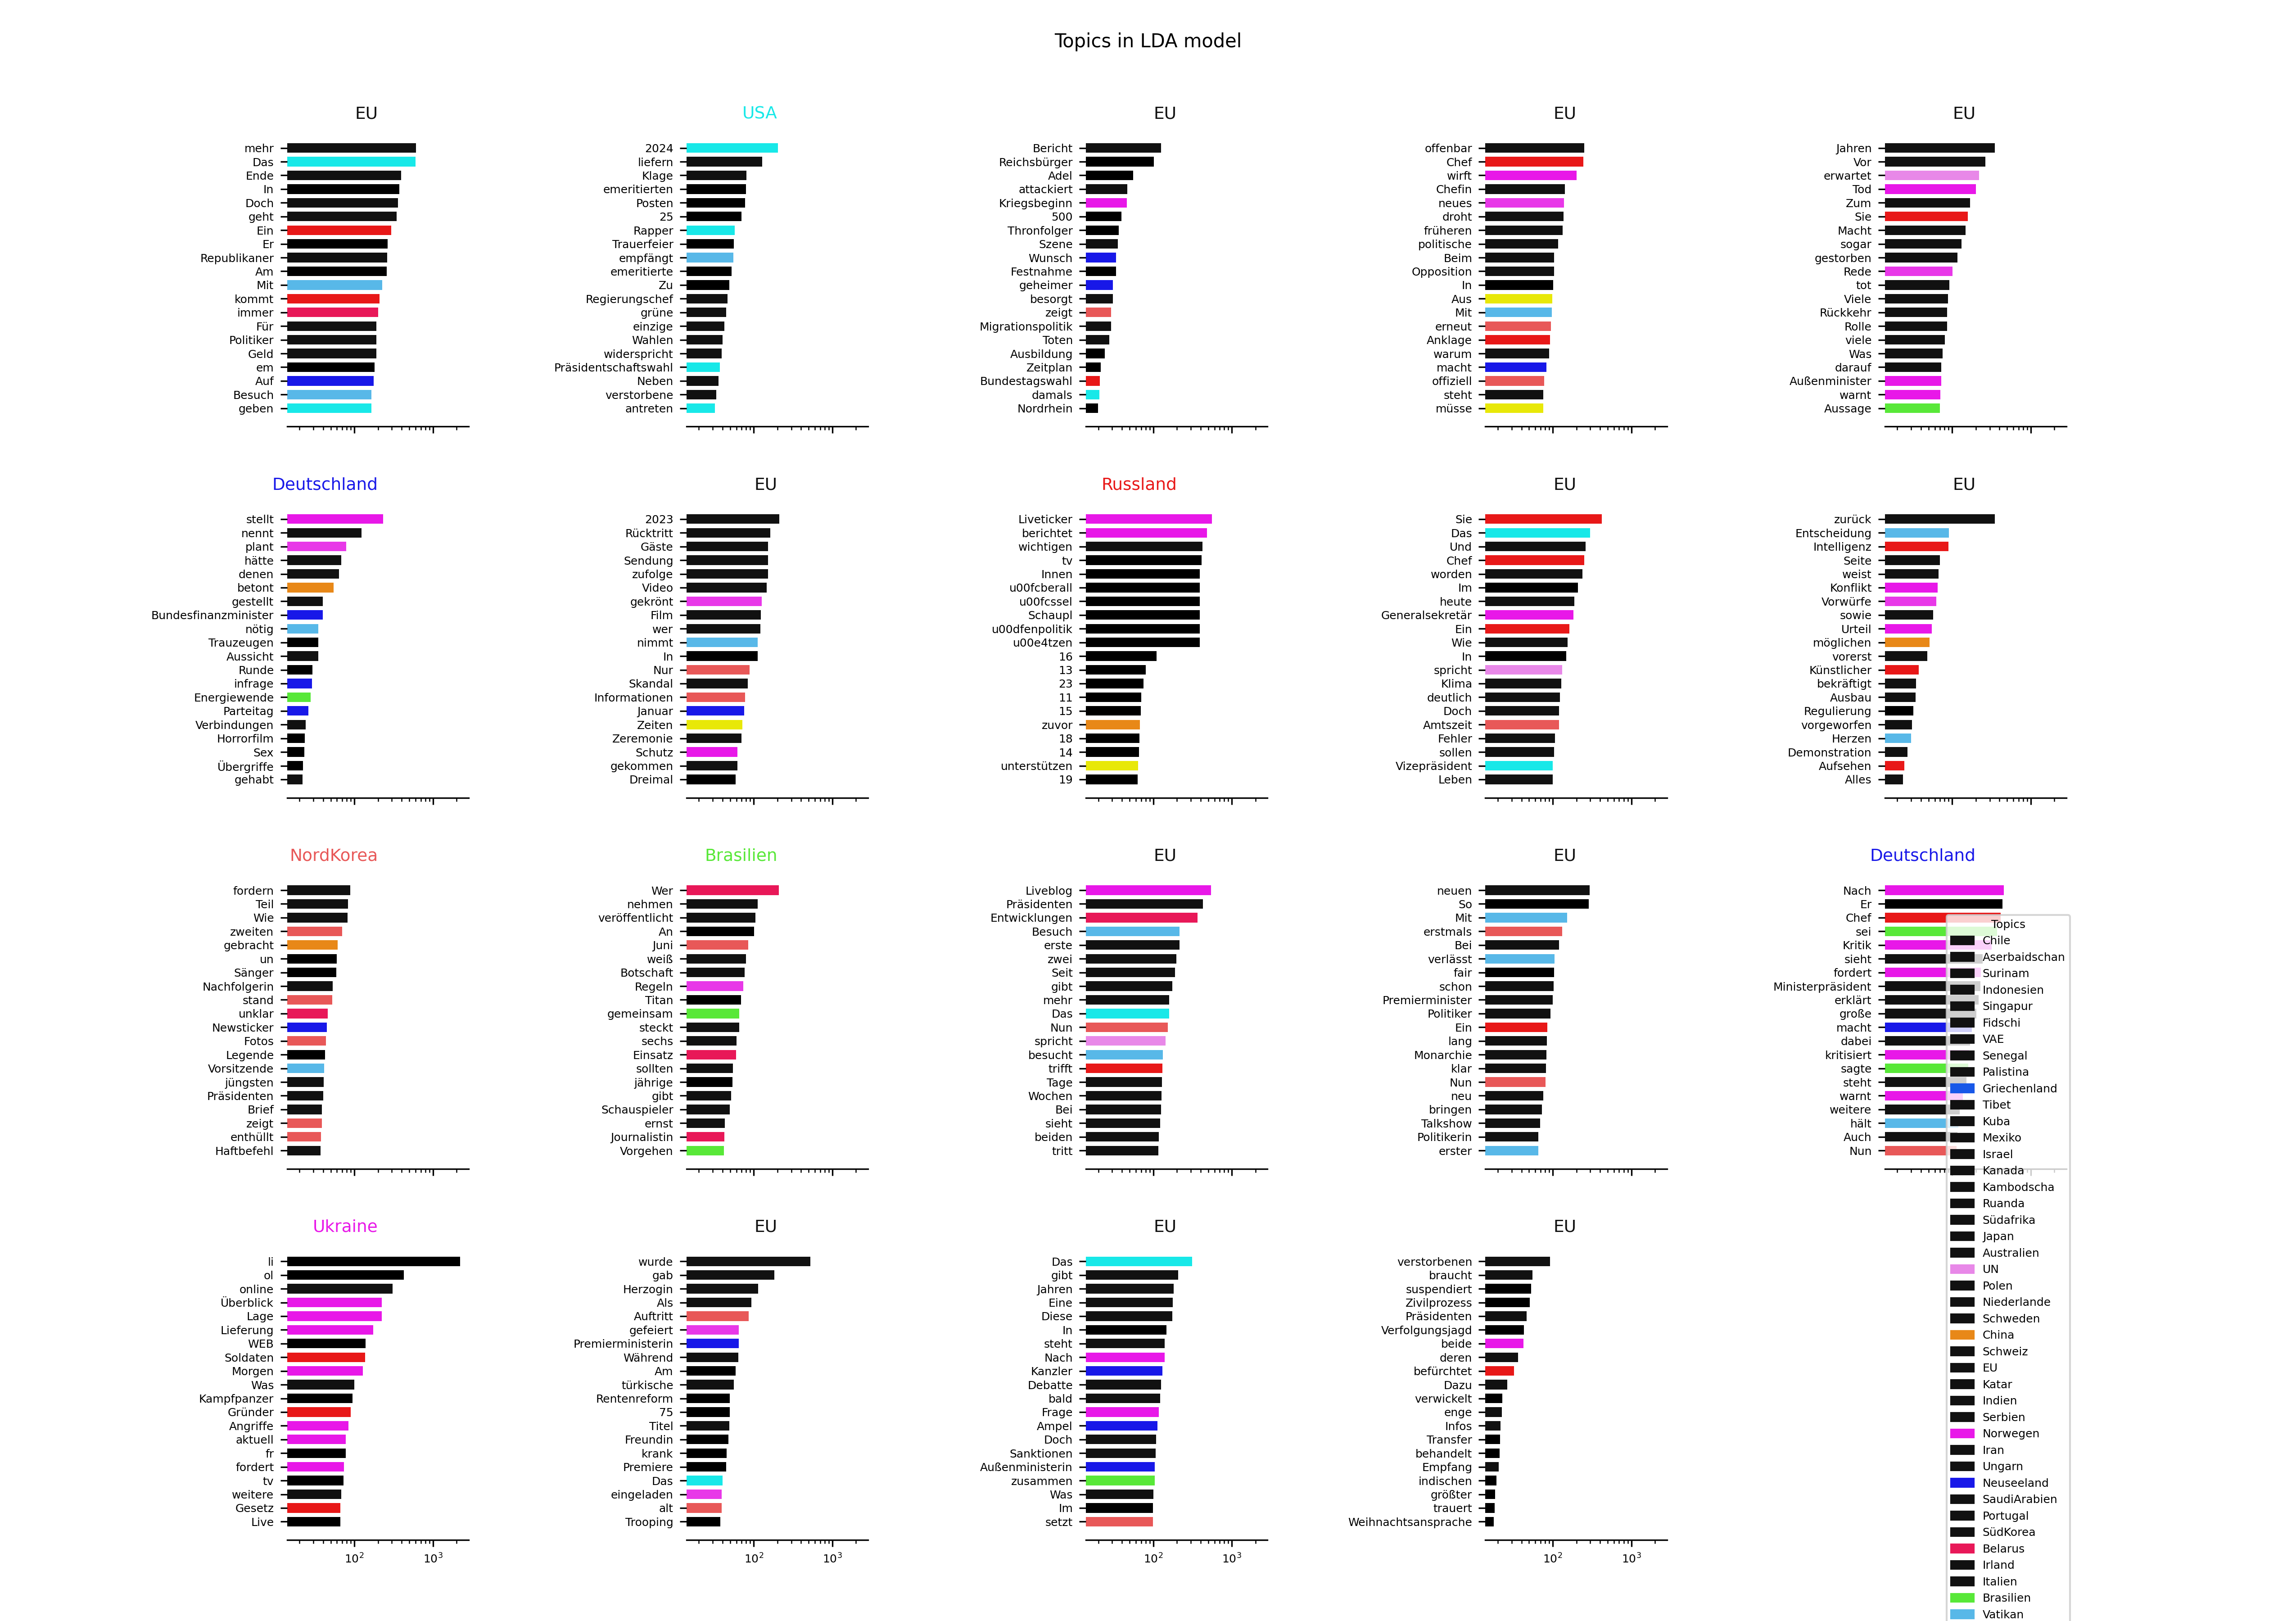 Topics in LDA model
EU
mehr
Das
Ende
In
Doch
geht
Ein
Er
Republikaner
Am
Mit
kommt
immer
Für
Politiker
Geld
em
Auf
Besuch
geben
USA
2024
liefern
Klage
emeritierten
Posten
25
Rapper
Trauerfeier
empfängt
emeritierte
Zu
Regierungschef
grüne
einzige
Wahlen
widerspricht
Präsidentschaftswahl
Neben
verstorbene
antreten
EU
Bericht
Reichsbürger
Adel
attackiert
Kriegsbeginn
500
Thronfolger
Szene
Wunsch
Festnahme
geheimer
besorgt
zeigt
Migrationspolitik
Toten
Ausbildung
Zeitplan
Bundestagswahl
damals
Nordrhein
EU
offenbar
Chef
wirft
Chefin
neues
droht
früheren
politische
Beim
Opposition
In
Aus
Mit
erneut
Anklage
warum
macht
offiziell
steht
müsse
EU
Jahren
Vor
erwartet
Tod
Zum
Sie
Macht
sogar
gestorben
Rede
tot
Viele
Rückkehr
Rolle
viele
Was
darauf
Außenminister
warnt
Aussage
Deutschland
stellt
nennt
plant
hätte
denen
betont
gestellt
Bundesfinanzminister
nötig
Trauzeugen
Aussicht
Runde
infrage
Energiewende
Parteitag
Verbindungen
Horrorfilm
Sex
Übergriffe
gehabt
EU
2023
Rücktritt
Gäste
Sendung
zufolge
Video
gekrönt
Film
wer
nimmt
In
Nur
Skandal
Informationen
Januar
Zeiten
Zeremonie
Schutz
gekommen
Dreimal
Russland
Liveticker
berichtet
wichtigen
tv
Innen
u00fcberall
u00fcssel
Schaupl
u00dfenpolitik
u00e4tzen
16
13
23
11
15
zuvor
18
14
unterstützen
19
EU
Sie
Das
Und
Chef
worden
Im
heute
Generalsekretär
Ein
Wie
In
spricht
Klima
deutlich
Doch
Amtszeit
Fehler
sollen
Vizepräsident
Leben
EU
zurück
Entscheidung
Intelligenz
Seite
weist
Konflikt
Vorwürfe
sowie
Urteil
möglichen
vorerst
Künstlicher
bekräftigt
Ausbau
Regulierung
vorgeworfen
Herzen
Demonstration
Aufsehen
Alles
NordKorea
fordern
Teil
Wie
zweiten
gebracht
un
Sänger
Nachfolgerin
stand
unklar
Newsticker
Fotos
Legende
Vorsitzende
jüngsten
Präsidenten
Brief
zeigt
enthüllt
Haftbefehl
Brasilien
Wer
nehmen
veröffentlicht
An
Juni
weiß
Botschaft
Regeln
Titan
gemeinsam
steckt
sechs
Einsatz
sollten
jährige
gibt
Schauspieler
ernst
Journalistin
Vorgehen
EU
Liveblog
Präsidenten
Entwicklungen
Besuch
erste
zwei
Seit
gibt
mehr
Das
Nun
spricht
besucht
trifft
Tage
Wochen
Bei
sieht
beiden
tritt
EU
neuen
So
Mit
erstmals
Bei
verlässt
fair
schon
Premierminister
Politiker
Ein
lang
Monarchie
klar
Nun
neu
bringen
Talkshow
Politikerin
erster
Deutschland
Nach
Er
Chef
sei
Kritik
sieht
fordert
Ministerpräsident
erklärt
große
macht
dabei
kritisiert
sagte
steht
warnt
weitere
hält
Auch
Nun
Ukraine
li
ol
online
Überblick
Lage
Lieferung
WEB
Soldaten
Morgen
Was
Kampfpanzer
Gründer
Angriffe
aktuell
fr
fordert
tv
weitere
Gesetz
Live
10² 10³
EU
wurde
gab
Herzogin
Als
Auftritt
gefeiert
Premierministerin
Während
Am
türkische
Rentenreform
75
Titel
Freundin
krank
Premiere
Das
eingeladen
alt
Trooping
10² 10³
EU
Das
gibt
Jahren
Eine
Diese
In
steht
Nach
Kanzler
Debatte
bald
Frage
Ampel
Doch
Sanktionen
Außenministerin
zusammen
Was
Im
setzt
10² 10³
EU
verstorbenen
braucht
suspendiert
Zivilprozess
Präsidenten
Verfolgungsjagd
beide
deren
befürchtet
Dazu
verwickelt
enge
Infos
Transfer
behandelt
Empfang
indischen
größter
trauert
Weihnachtsansprache
10² 10³
Topics
Chile
Aserbaidschan
Surinam
Indonesien
Singapur
Fidschi
VAE
Senegal
Palistina
Griechenland
Tibet
Kuba
Mexiko
Israel
Kanada
Kambodscha
Ruanda
Südafrika
Japan
Australien
UN
Polen
Niederlande
Schweden
China
Schweiz
EU
Katar
Indien
Serbien
Norwegen
Iran
Ungarn
Neuseeland
SaudiArabien
Portugal
SüdKorea
Belarus
Irland
Italien
Brasilien
Vatikan